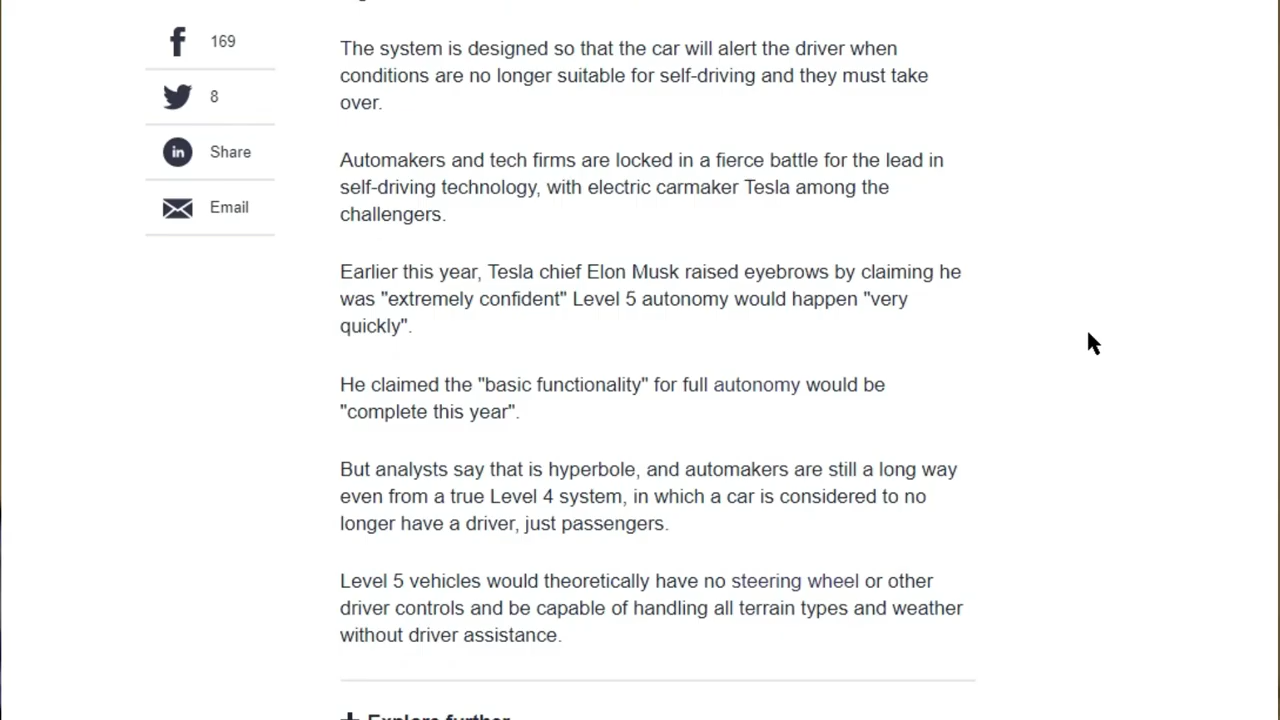 169
8
Share
Email
The system is designed so that the car will alert the driver when
conditions are no longer suitable for self-driving and they must take
over.
Automakers and tech firms are locked in a fierce battle for the lead in
self-driving technology, with electric carmaker Tesla among the
challengers.
Earlier this year, Tesla chief Elon Musk raised eyebrows by claiming he
was "extremely confident" Level 5 autonomy would happen "very
quickly".
He claimed the "basic functionality" for full autonomy would be
"complete this year".
But analysts say that is hyperbole, and automakers are still a long way
even from a true Level 4 system, in which a car is considered to no
longer have a driver, just passengers.
Level 5 vehicles would theoretically have no steering wheel or other
driver controls and be capable of handling all terrain types and weather
without driver assistance.
Explore further